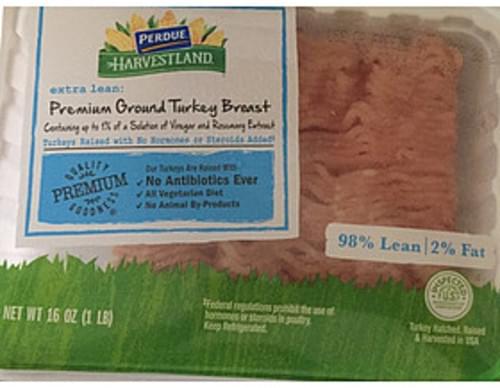 PERDUE
HARVESTLAND.
extra lean:
Premium Ground Turkey Breast
Containing up to 1% of a Solution of Vinegar and Rosemary Extract
Turkeys Raised with No Hormones or Steroids Added†
QUALITY
PREMIUM
GOODNESS
Our Turkeys Are Raised With
✓ No Antibiotics Ever
✓ All Vegetarian Diet
✓ No Animal By-Products
98% Lean | 2% Fat
NET WT 16 OZ (1 LB)
†Federal regulations prohibit the use of
hormones or steroids in poultry.
Keep Refrigerated.
INSPECTED
Turkey Hatched, Raised
& Harvested in USA